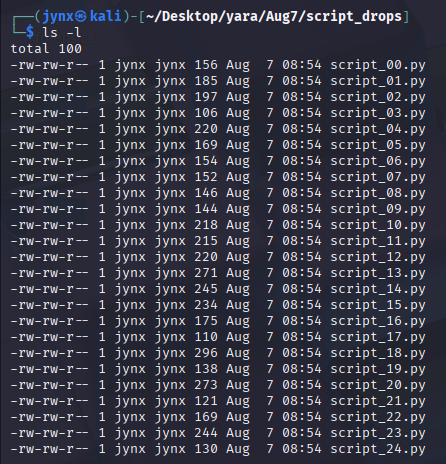 ┌──(jynx㉿kali)-[~/Desktop/yara/Aug7/script_drops]
└─$ ls -l
total 100
-rw-rw-r-- 1 jynx jynx 156 Aug  7 08:54 script_00.py
-rw-rw-r-- 1 jynx jynx 185 Aug  7 08:54 script_01.py
-rw-rw-r-- 1 jynx jynx 197 Aug  7 08:54 script_02.py
-rw-rw-r-- 1 jynx jynx 106 Aug  7 08:54 script_03.py
-rw-rw-r-- 1 jynx jynx 220 Aug  7 08:54 script_04.py
-rw-rw-r-- 1 jynx jynx 169 Aug  7 08:54 script_05.py
-rw-rw-r-- 1 jynx jynx 154 Aug  7 08:54 script_06.py
-rw-rw-r-- 1 jynx jynx 152 Aug  7 08:54 script_07.py
-rw-rw-r-- 1 jynx jynx 146 Aug  7 08:54 script_08.py
-rw-rw-r-- 1 jynx jynx 144 Aug  7 08:54 script_09.py
-rw-rw-r-- 1 jynx jynx 218 Aug  7 08:54 script_10.py
-rw-rw-r-- 1 jynx jynx 215 Aug  7 08:54 script_11.py
-rw-rw-r-- 1 jynx jynx 220 Aug  7 08:54 script_12.py
-rw-rw-r-- 1 jynx jynx 271 Aug  7 08:54 script_13.py
-rw-rw-r-- 1 jynx jynx 245 Aug  7 08:54 script_14.py
-rw-rw-r-- 1 jynx jynx 234 Aug  7 08:54 script_15.py
-rw-rw-r-- 1 jynx jynx 175 Aug  7 08:54 script_16.py
-rw-rw-r-- 1 jynx jynx 110 Aug  7 08:54 script_17.py
-rw-rw-r-- 1 jynx jynx 296 Aug  7 08:54 script_18.py
-rw-rw-r-- 1 jynx jynx 138 Aug  7 08:54 script_19.py
-rw-rw-r-- 1 jynx jynx 273 Aug  7 08:54 script_20.py
-rw-rw-r-- 1 jynx jynx 121 Aug  7 08:54 script_21.py
-rw-rw-r-- 1 jynx jynx 169 Aug  7 08:54 script_22.py
-rw-rw-r-- 1 jynx jynx 244 Aug  7 08:54 script_23.py
-rw-rw-r-- 1 jynx jynx 130 Aug  7 08:54 script_24.py